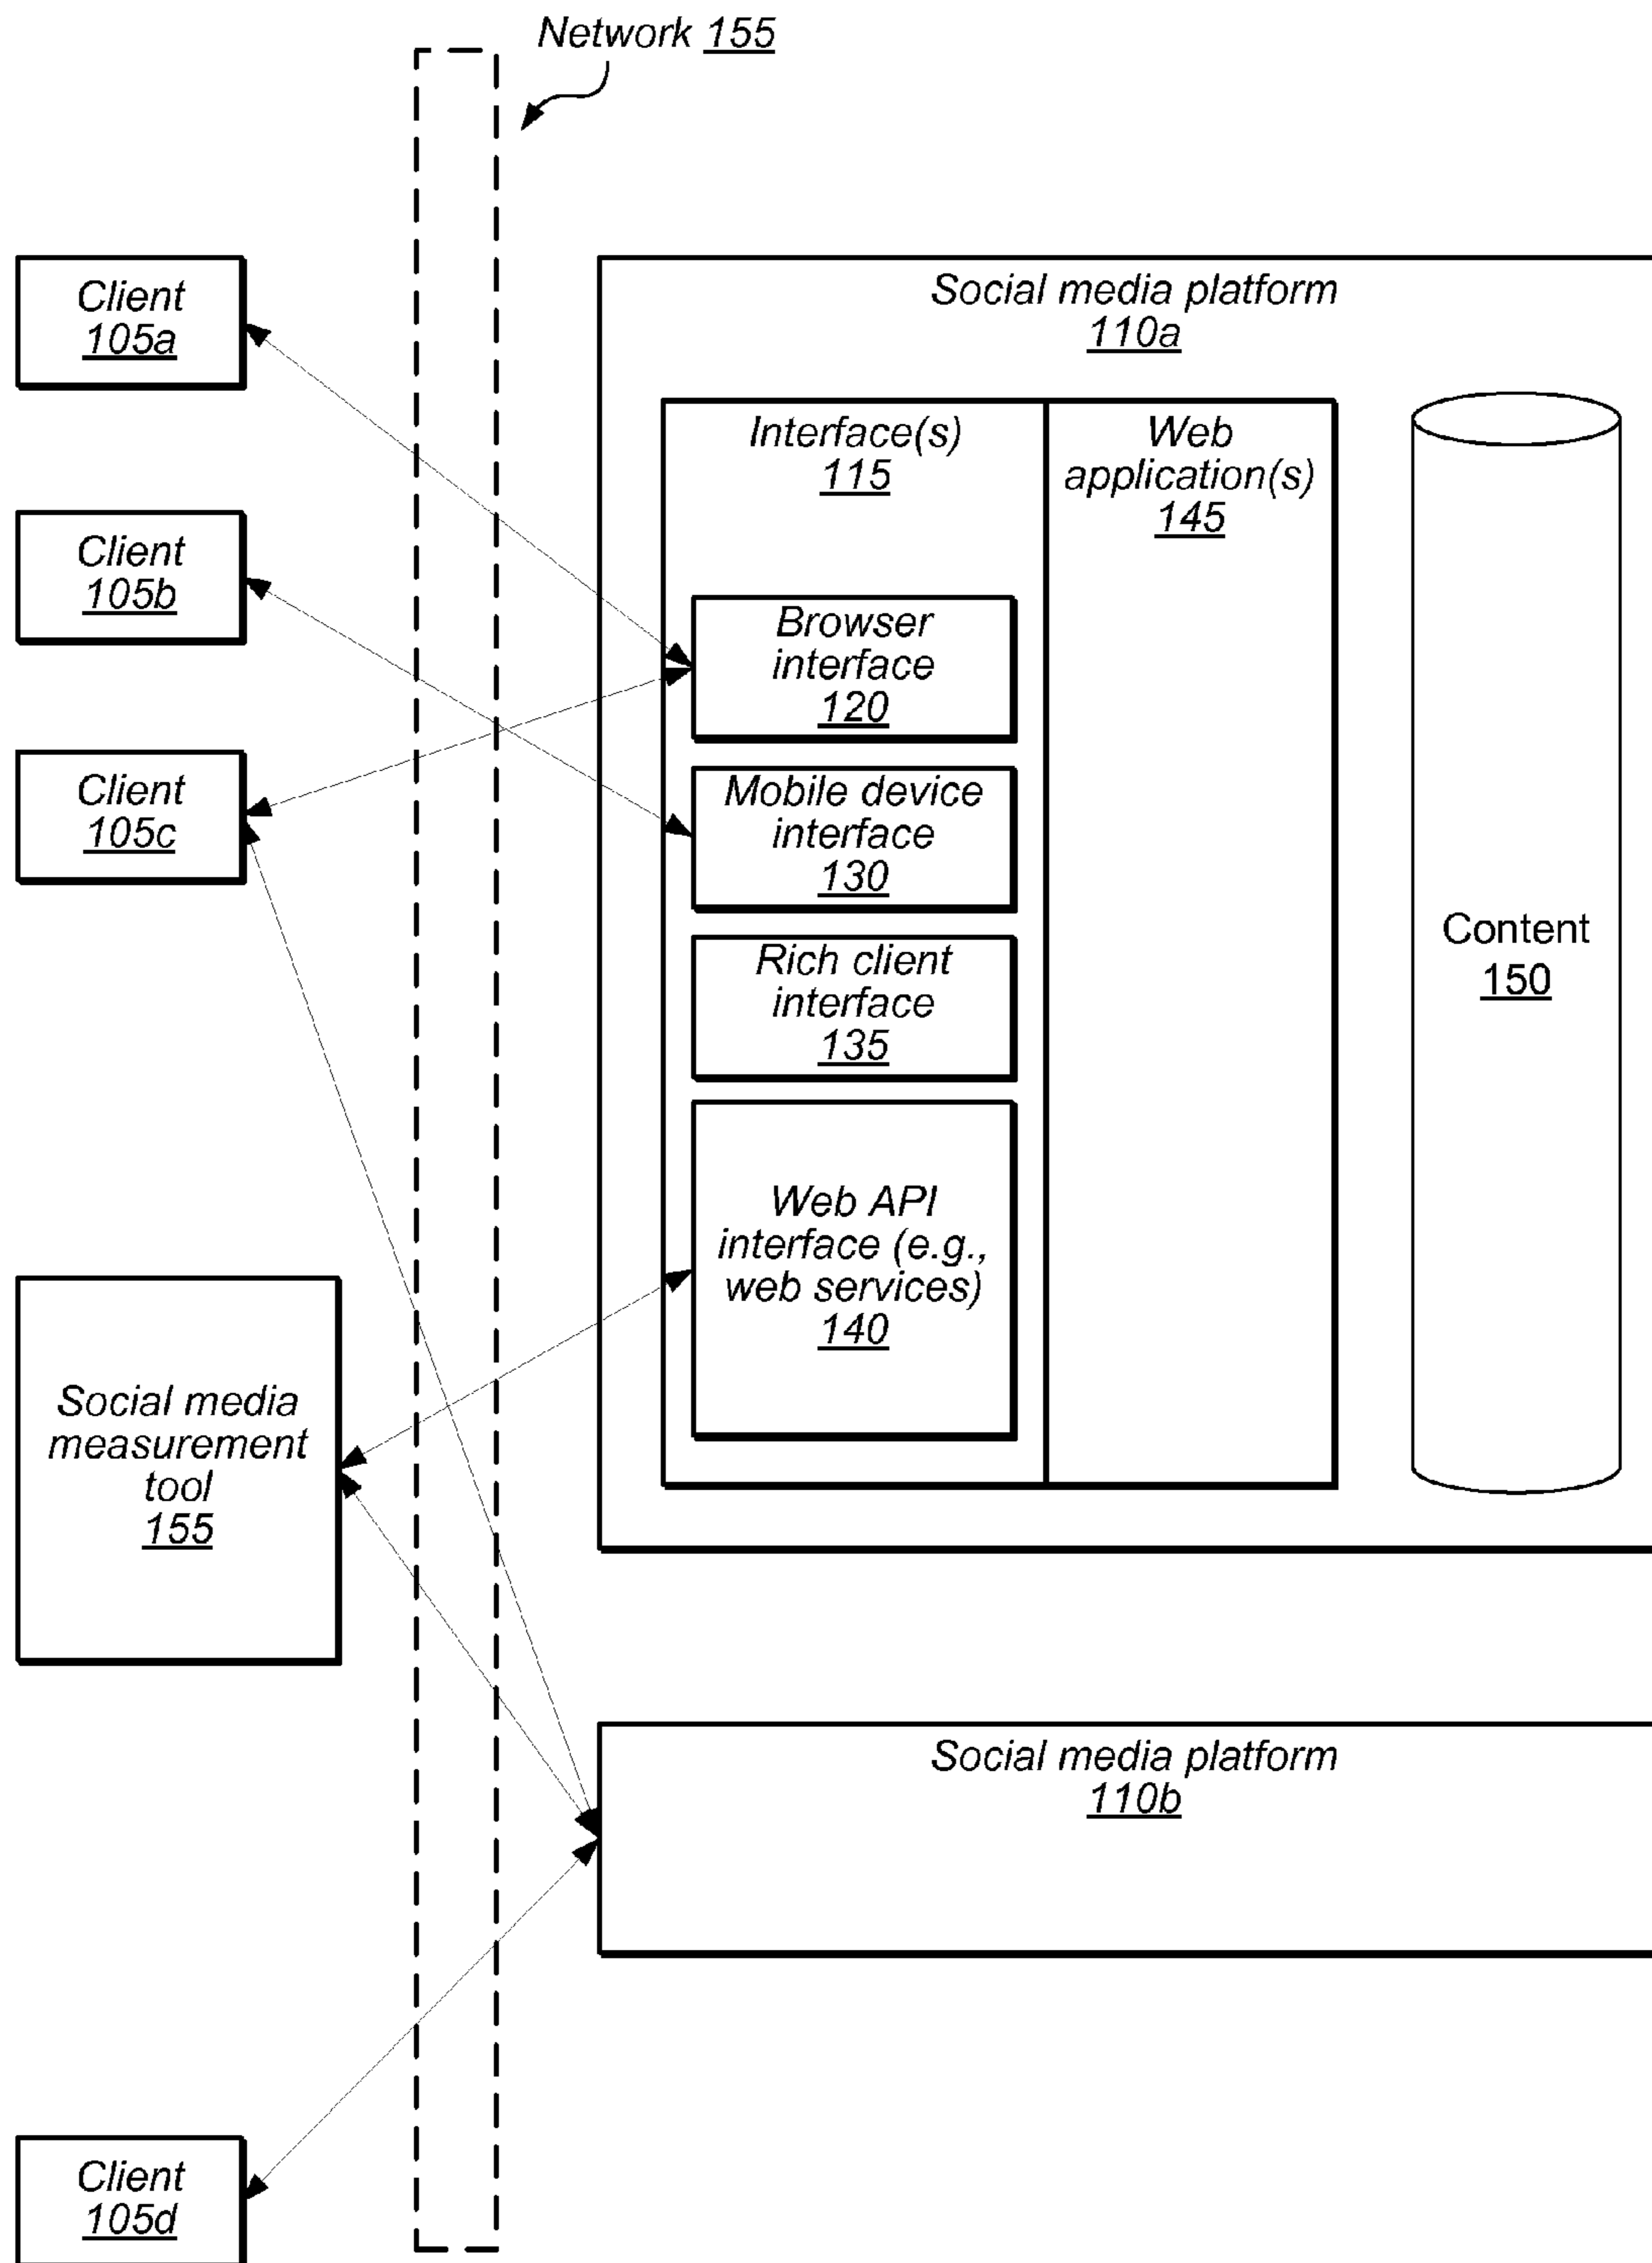 Network 155
Client
105a
Client
105b
Client
105c
Social media
measurement
tool
155
Client
105d
Social media platform
110a
Interface(s)
115
Browser
interface
120
Mobile device
interface
130
Rich client
interface
135
Web API
interface (e.g.,
web services)
140
Web
application(s)
145
Content
150
Social media platform
110b